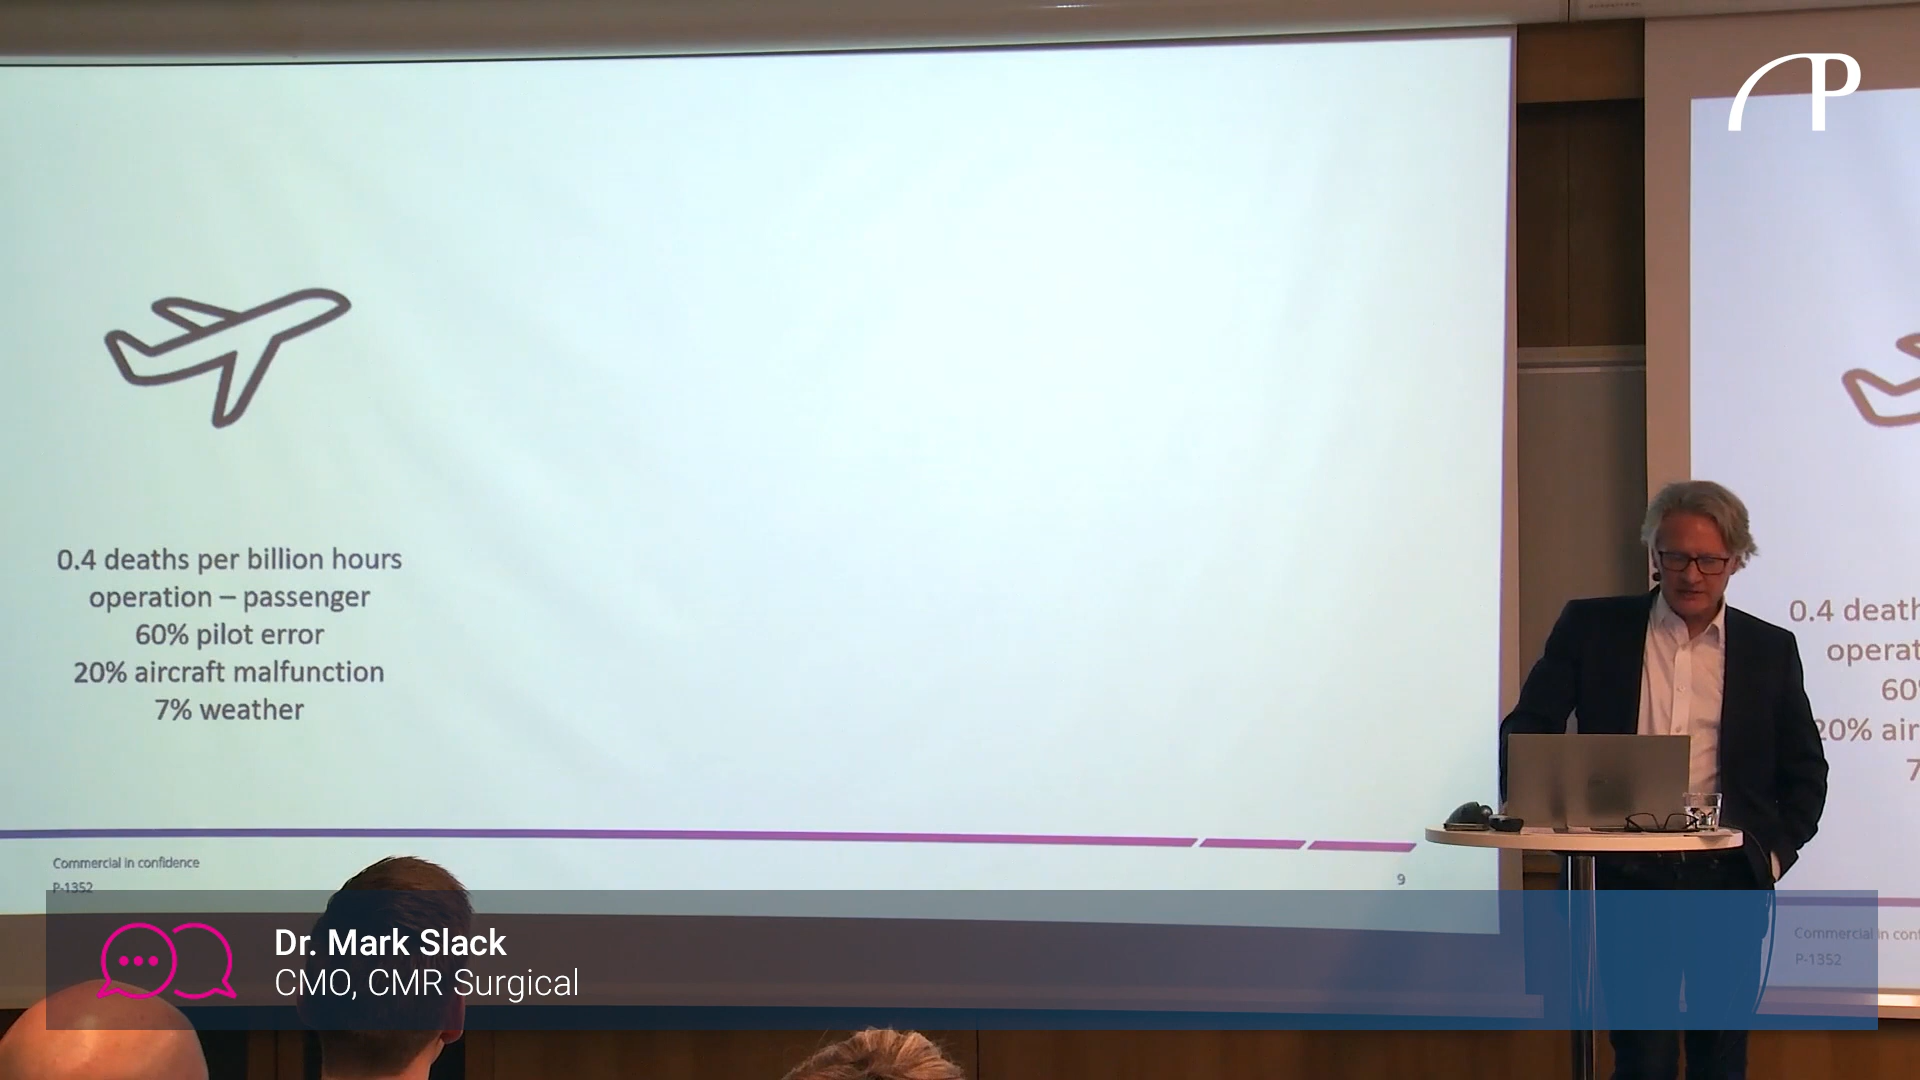 0.4 deaths per billion hours
operation – passenger
60% pilot error
20% aircraft malfunction
7% weather
Commercial in confidence
P-1352
9
P
0.4 death
operat
60
20% air
7
Commercial in conf
P-1352
Dr. Mark Slack
CMO, CMR Surgical